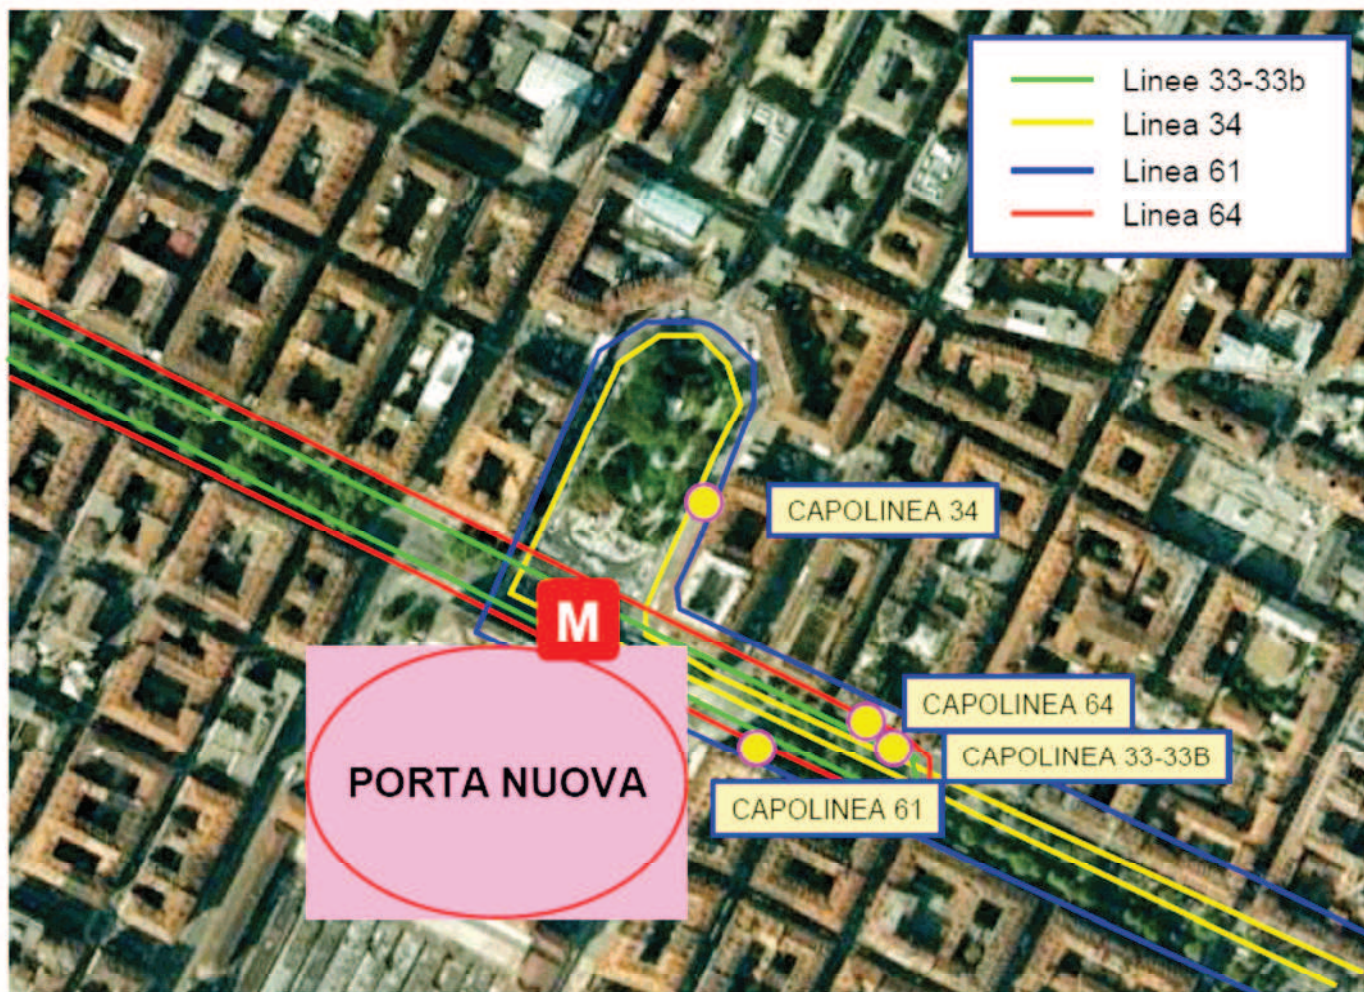 Linee 33-33b
Linea 34
Linea 61
Linea 64
CAPOLINEA 34
M
CAPOLINEA 64
CAPOLINEA 33-33B
PORTA NUOVA
CAPOLINEA 61